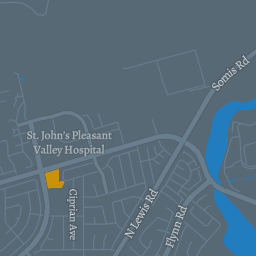 Somis Rd
St. John's Pleasant
Valley Hospital
Ciprian Ave
N Lewis Rd
Flynn Rd